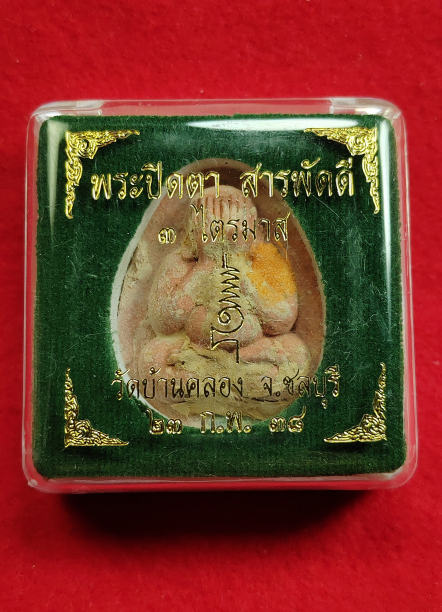 พระปิดตา สารพัดดี
๓ ไตรมาส
วัดบ้านคลอง จ.ชลบุรี
๒๓ ก.พ. ๓๘